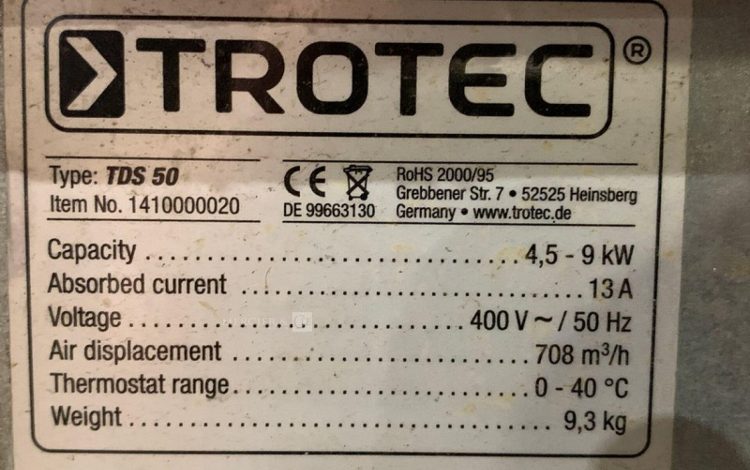 TROTEC®
Type: TDS 50
Item No. 1410000020
CE
DE 99663130
RoHS 2000/95
Grebbener Str. 7 • 52525 Heinsberg
Germany • www.trotec.de
Capacity ........................ 4,5 - 9 kW
Absorbed current ........................ 13 A
Voltage ........................ 400 V ~ / 50 Hz
Air displacement ........................ 708 m³/h
Thermostat range ........................ 0 - 40 °C
Weight ........................ 9,3 kg